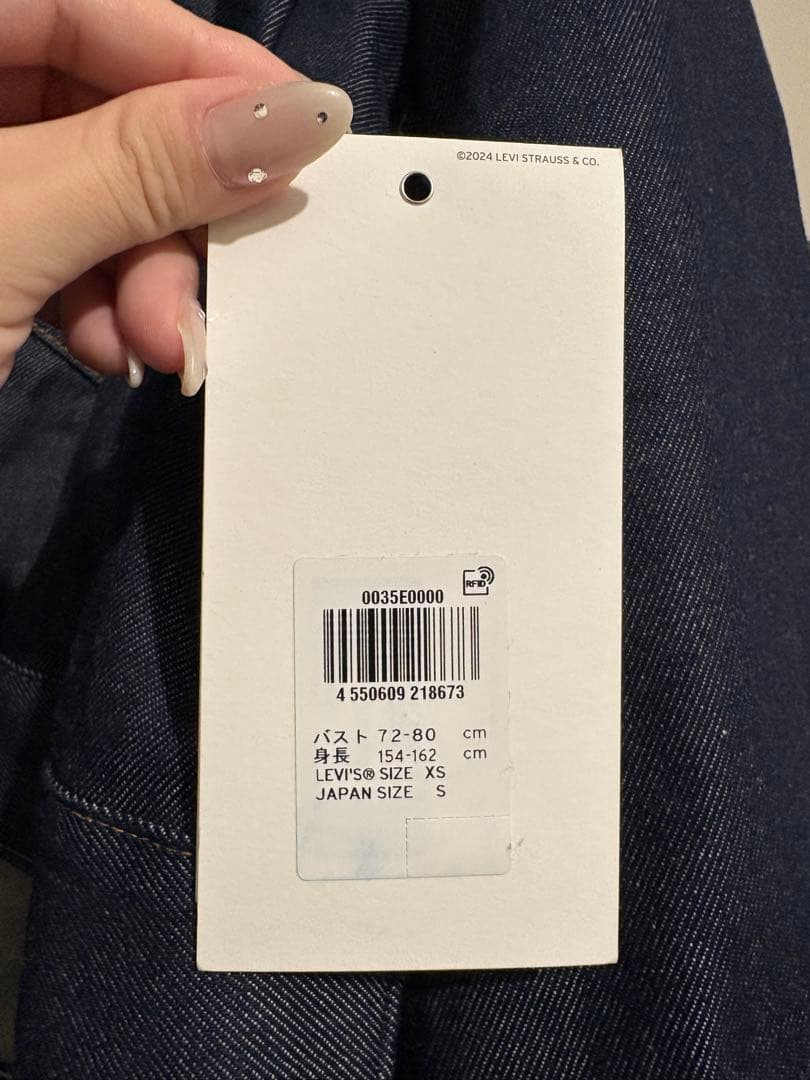 ©2024 LEVI STRAUSS & CO.
RFID
0035E0000
4 550609 218673
バスト 72-80 cm
身長 154-162 cm
LEVI'S® SIZE XS
JAPAN SIZE S